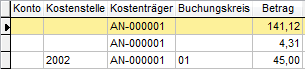 Konto Kostenstelle Kostenträger Buchungskreis Betrag
AN-000001 141,12
AN-000001 4,31
2002 AN-000001 01 45,00